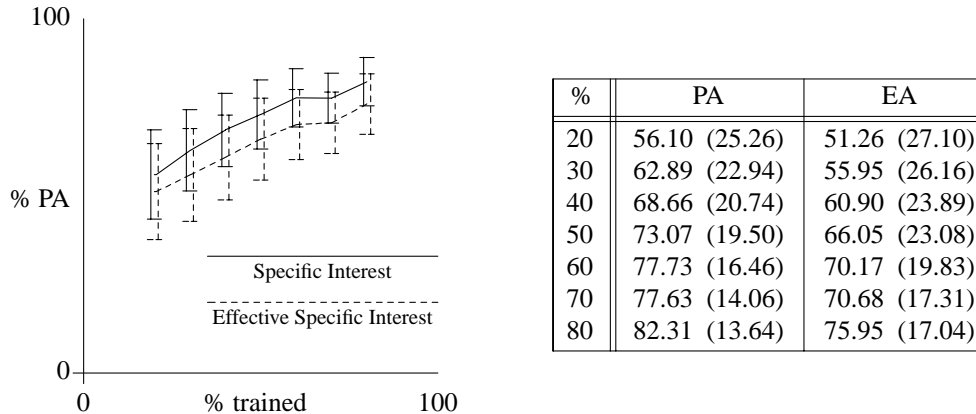 100
% PA
Specific Interest
Effective Specific Interest
0
0 % trained 100
% PA EA
20 56.10 (25.26) 51.26 (27.10)
30 62.89 (22.94) 55.95 (26.16)
40 68.66 (20.74) 60.90 (23.89)
50 73.07 (19.50) 66.05 (23.08)
60 77.73 (16.46) 70.17 (19.83)
70 77.63 (14.06) 70.68 (17.31)
80 82.31 (13.64) 75.95 (17.04)